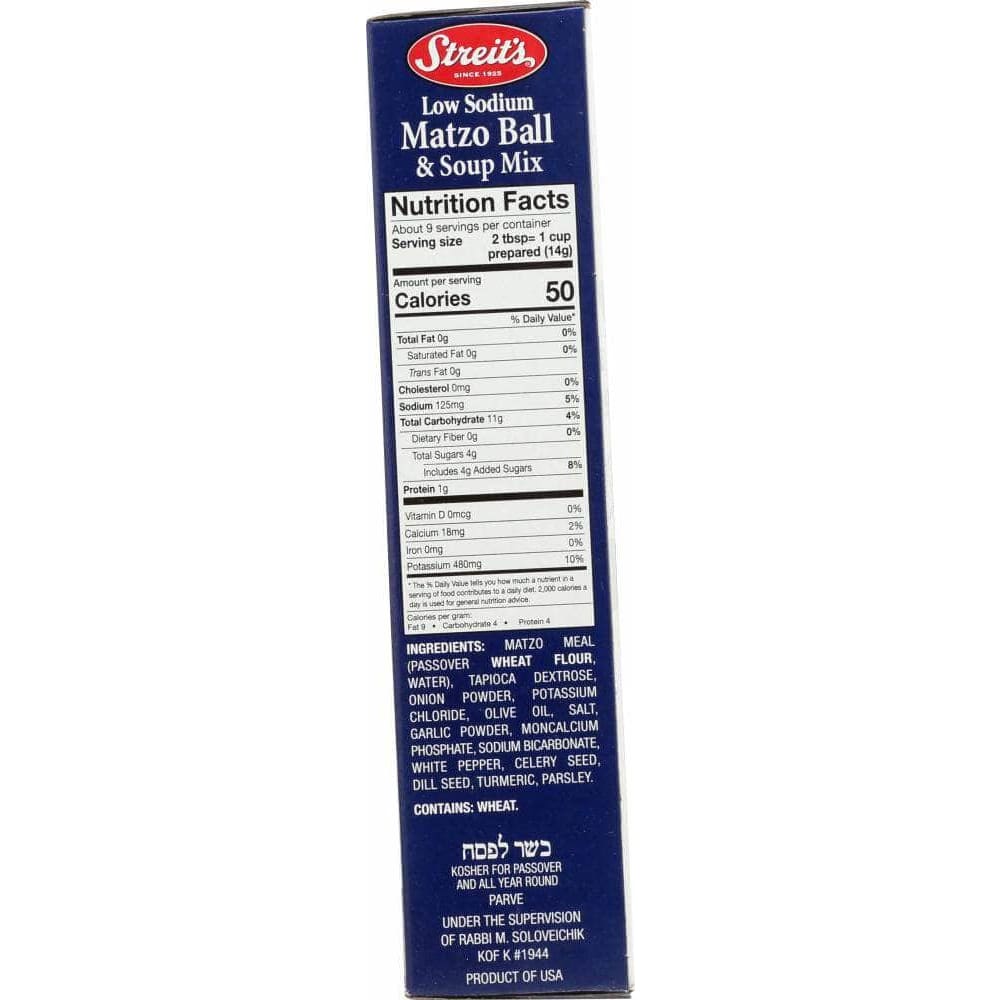 Streit's
SINCE 1925
Low Sodium
Matzo Ball
& Soup Mix
Nutrition Facts
About 9 servings per container
Serving size 2 tbsp= 1 cup
prepared (14g)
Amount per serving
Calories 50
% Daily Value*
Total Fat 0g 0%
Saturated Fat 0g 0%
Trans Fat 0g
Cholesterol 0mg 0%
Sodium 125mg 5%
Total Carbohydrate 11g 4%
Dietary Fiber 0g 0%
Total Sugars 4g
Includes 4g Added Sugars 8%
Protein 1g
Vitamin D 0mcg 0%
Calcium 18mg 2%
Iron 0mg 0%
Potassium 480mg 10%
* The % Daily Value tells you how much a nutrient in a
serving of food contributes to a daily diet. 2,000 calories a
day is used for general nutrition advice.
Calories per gram:
Fat 9 • Carbohydrate 4 • Protein 4
INGREDIENTS: MATZO MEAL
(PASSOVER WHEAT FLOUR,
WATER), TAPIOCA DEXTROSE,
ONION POWDER, POTASSIUM
CHLORIDE, OLIVE OIL, SALT,
GARLIC POWDER, MONCALCIUM
PHOSPHATE, SODIUM BICARBONATE,
WHITE PEPPER, CELERY SEED,
DILL SEED, TURMERIC, PARSLEY.
CONTAINS: WHEAT.
כשר לפסח
KOSHER FOR PASSOVER
AND ALL YEAR ROUND
PARVE
UNDER THE SUPERVISION
OF RABBI M. SOLOVEICHIK
KOF K #1944
PRODUCT OF USA